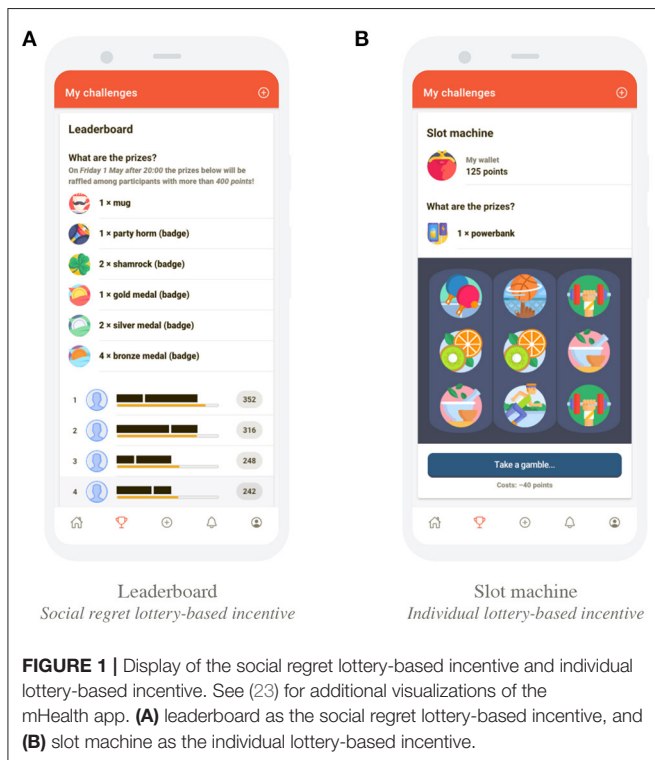 A
My challenges
Leaderboard
What are the prizes?
On Friday 1 May after 20:00 the prizes below will be
raffled among participants with more than 400 points!
1 × mug
1 × party horm (badge)
2 × shamrock (badge)
1 × gold medal (badge)
2 × silver medal (badge)
4 × bronze medal (badge)
1 352
2 316
3 248
4 242
Leaderboard
Social regret lottery-based incentive
B
My challenges
Slot machine
My wallet
125 points
What are the prizes?
1 × powerbank
Take a gamble...
Costs: −40 points
Slot machine
Individual lottery-based incentive
FIGURE 1 | Display of the social regret lottery-based incentive and individual
lottery-based incentive. See (23) for additional visualizations of the
mHealth app. (A) leaderboard as the social regret lottery-based incentive, and
(B) slot machine as the individual lottery-based incentive.